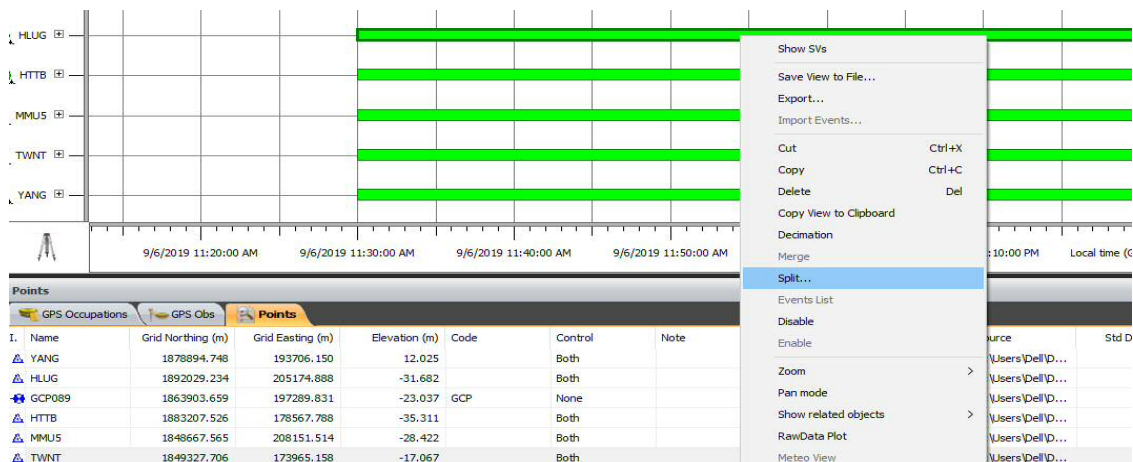 HLUG
HTTB
MMU5
TWNT
YANG
9/6/2019 11:20:00 AM 9/6/2019 11:30:00 AM 9/6/2019 11:40:00 AM 9/6/2019 11:50:00 AM :10:00 PM Local time (G
Show SVs
Save View to File...
Export...
Import Events...
Cut Ctrl+X
Copy Ctrl+C
Delete Del
Copy View to Clipboard
Decimation
Merge
Split...
Events List
Disable
Enable
Zoom
Pan mode
Show related objects
RawData Plot
Meteo View
Points
GPS Occupations GPS Obs Points
I. Name Grid Northing (m) Grid Easting (m) Elevation (m) Code Control Note ource Std D
YANG 1878894.748 193706.150 12.025 Both \Users\Dell\D...
HLUG 1892029.234 205174.888 -31.682 Both \Users\Dell\D...
GCP089 1863903.659 197289.831 -23.037 GCP None \Users\Dell\D...
HTTB 1883207.526 178567.788 -35.311 Both \Users\Dell\D...
MMU5 1848667.565 208151.514 -28.422 Both \Users\Dell\D...
TWNT 1849327.706 173965.158 -17.067 Both \Users\Dell\D...